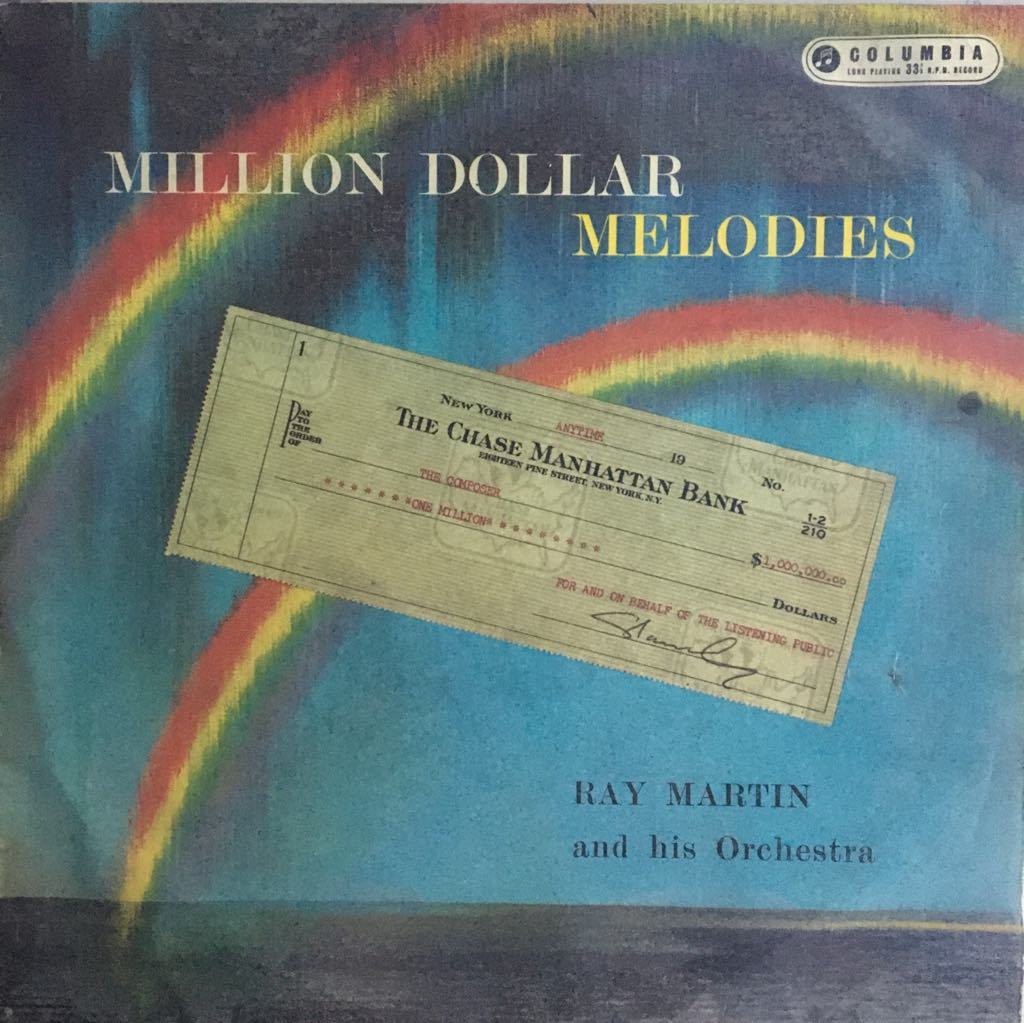 COLUMBIA
LONG PLAYING 33⅓ R.P.M. RECORD
MILLION DOLLAR
MELODIES
1
NEW YORK ANYTIME 19
THE CHASE MANHATTAN BANK
EIGHTEEN PINE STREET, NEW YORK, N.Y.
No.
1-2
210
PAY
TO
THE
ORDER
OF
THE COMPOSER
$1,000,000.00
*******ONE MILLION*********
DOLLARS
FOR AND ON BEHALF OF THE LISTENING PUBLIC
Stanley
RAY MARTIN
and his Orchestra